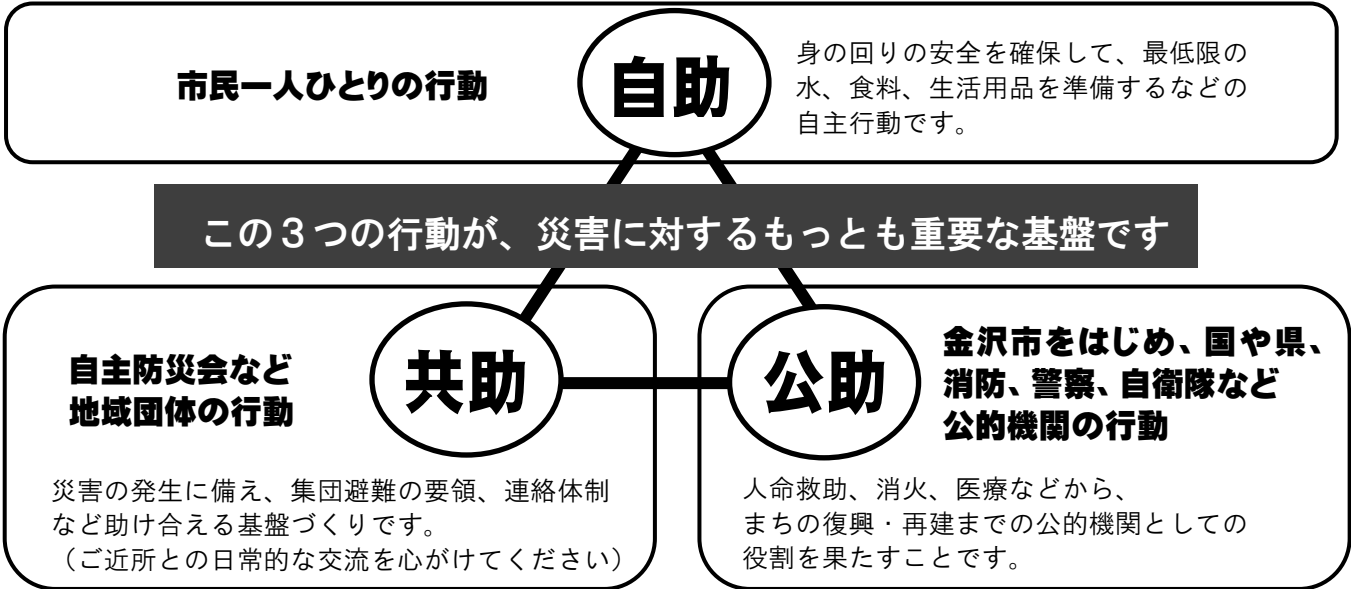 市民一人ひとりの行動
自助
身の回りの安全を確保して、最低限の
水、食料、生活用品を準備するなどの
自主行動です。
この３つの行動が、災害に対するもっとも重要な基盤です
自主防災会など
地域団体の行動
共助
災害の発生に備え、集団避難の要領、連絡体制
など助け合える基盤づくりです。
（ご近所との日常的な交流を心がけてください）
公助
金沢市をはじめ、国や県、
消防、警察、自衛隊など
公的機関の行動
人命救助、消火、医療などから、
まちの復興・再建までの公的機関としての
役割を果たすことです。